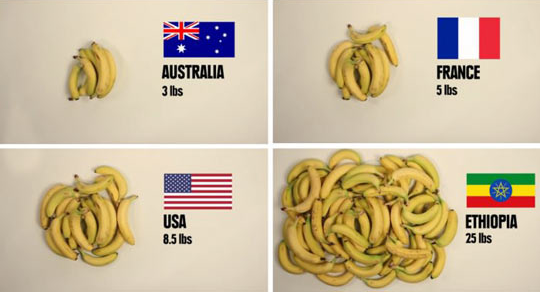 AUSTRALIA
3 lbs
FRANCE
5 lbs
USA
8.5 lbs
ETHIOPIA
25 lbs